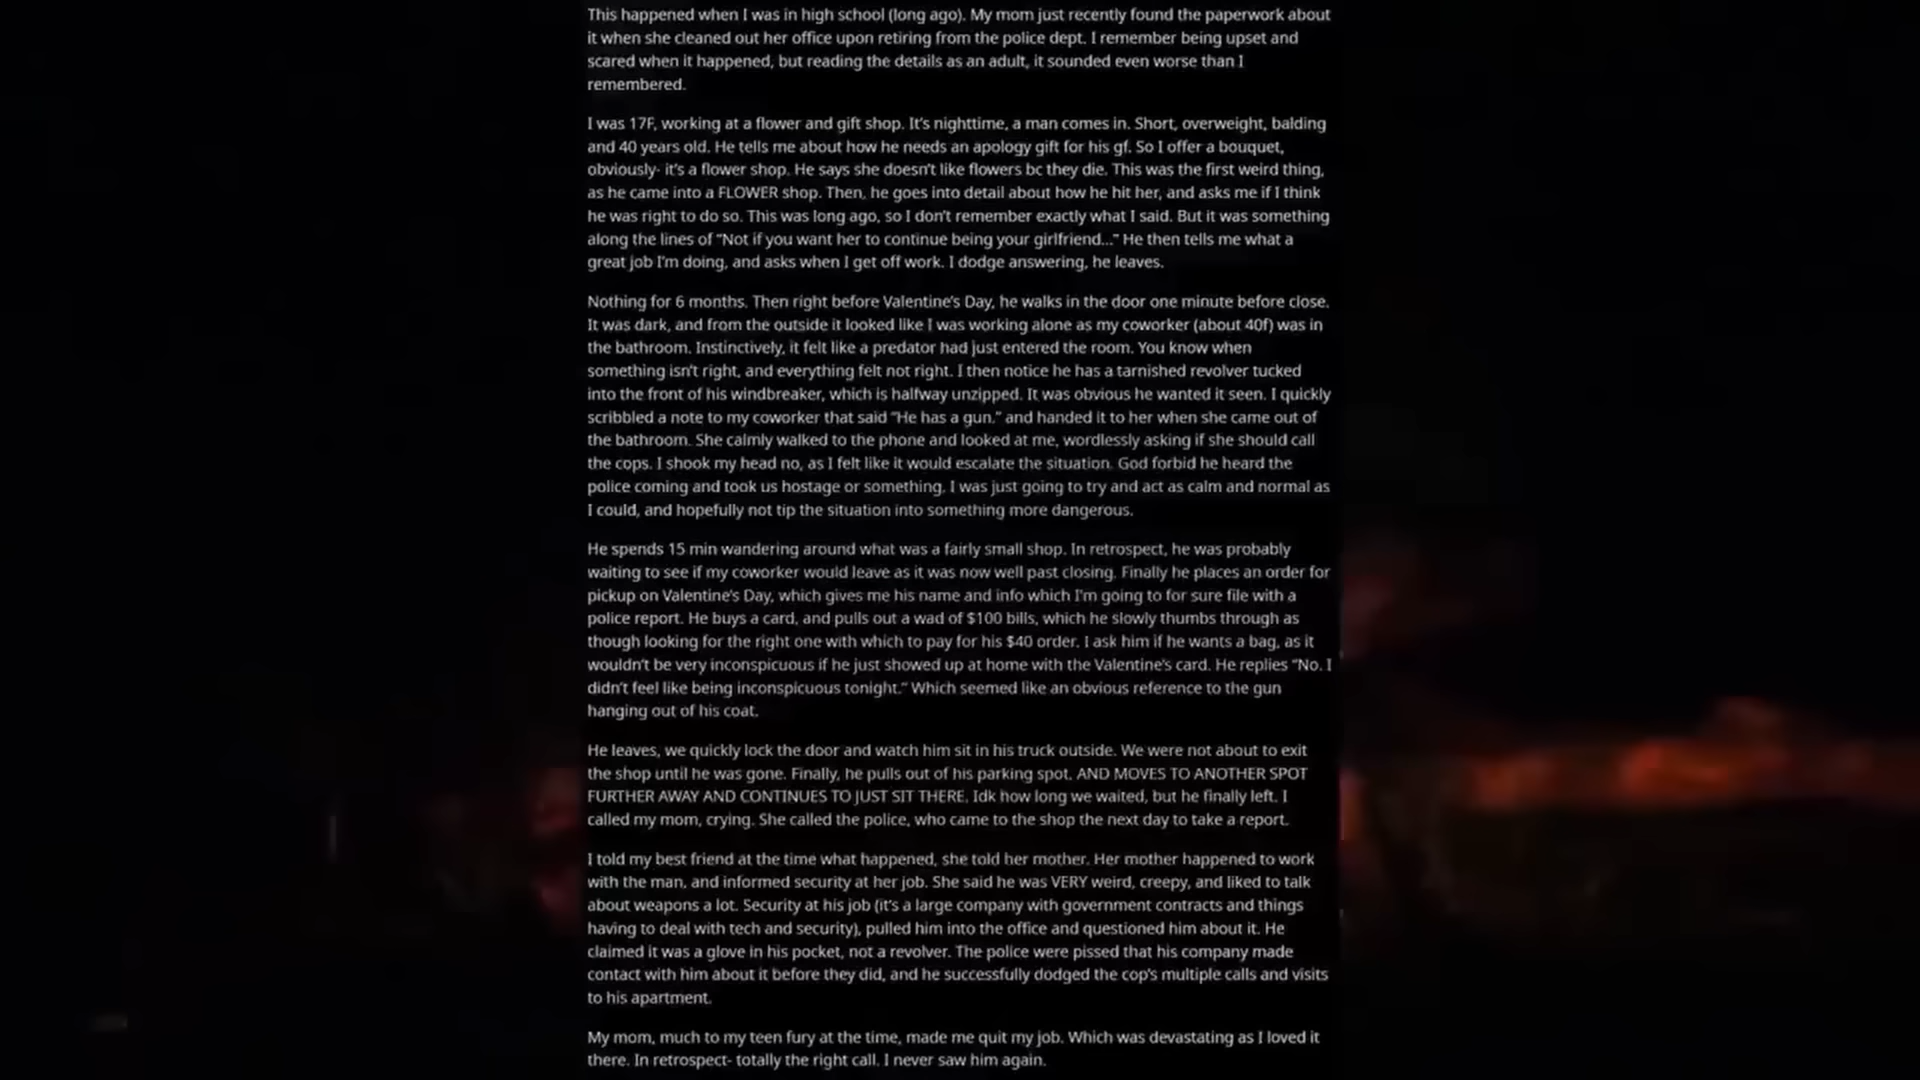 This happened when I was in high school (long ago). My mom just recently found the paperwork about
it when she cleaned out her office upon retiring from the police dept. I remember being upset and
scared when it happened, but reading the details as an adult, it sounded even worse than I
remembered.
I was 17F, working at a flower and gift shop. It's nighttime, a man comes in. Short, overweight, balding
and 40 years old. He tells me about how he needs an apology gift for his gf. So I offer a bouquet,
obviously- it's a flower shop. He says she doesn't like flowers bc they die. This was the first weird thing,
as he came into a FLOWER shop. Then, he goes into detail about how he hit her, and asks me if I think
he was right to do so. This was long ago, so I don't remember exactly what I said. But it was something
along the lines of “Not if you want her to continue being your girlfriend...” He then tells me what a
great job I'm doing, and asks when I get off work. I dodge answering, he leaves.
Nothing for 6 months. Then right before Valentine's Day, he walks in the door one minute before close.
It was dark, and from the outside it looked like I was working alone as my coworker (about 40f) was in
the bathroom. Instinctively, it felt like a predator had just entered the room. You know when
something isn't right, and everything felt not right. I then notice he has a tarnished revolver tucked
into the front of his windbreaker, which is halfway unzipped. It was obvious he wanted it seen. I quickly
scribbled a note to my coworker that said “He has a gun.” and handed it to her when she came out of
the bathroom. She calmly walked to the phone and looked at me, wordlessly asking if she should call
the cops. I shook my head no, as I felt like it would escalate the situation. God forbid he heard the
police coming and took us hostage or something. I was just going to try and act as calm and normal as
I could, and hopefully not tip the situation into something more dangerous.
He spends 15 min wandering around what was a fairly small shop. In retrospect, he was probably
waiting to see if my coworker would leave as it was now well past closing. Finally he places an order for
pickup on Valentine's Day, which gives me his name and info which I'm going to for sure file with a
police report. He buys a card, and pulls out a wad of $100 bills, which he slowly thumbs through as
though looking for the right one with which to pay for his $40 order. I ask him if he wants a bag, as it
wouldn't be very inconspicuous if he just showed up at home with the Valentine's card. He replies “No. I
didn't feel like being inconspicuous tonight.” Which seemed like an obvious reference to the gun
hanging out of his coat.
He leaves, we quickly lock the door and watch him sit in his truck outside. We were not about to exit
the shop until he was gone. Finally, he pulls out of his parking spot. AND MOVES TO ANOTHER SPOT
FURTHER AWAY AND CONTINUES TO JUST SIT THERE. Idk how long we waited, but he finally left. I
called my mom, crying. She called the police, who came to the shop the next day to take a report.
I told my best friend at the time what happened, she told her mother. Her mother happened to work
with the man, and informed security at her job. She said he was VERY weird, creepy, and liked to talk
about weapons a lot. Security at his job (it's a large company with government contracts and things
having to deal with tech and security), pulled him into the office and questioned him about it. He
claimed it was a glove in his pocket, not a revolver. The police were pissed that his company made
contact with him about it before they did, and he successfully dodged the cop's multiple calls and visits
to his apartment.
My mom, much to my teen fury at the time, made me quit my job. Which was devastating as I loved it
there. In retrospect- totally the right call. I never saw him again.